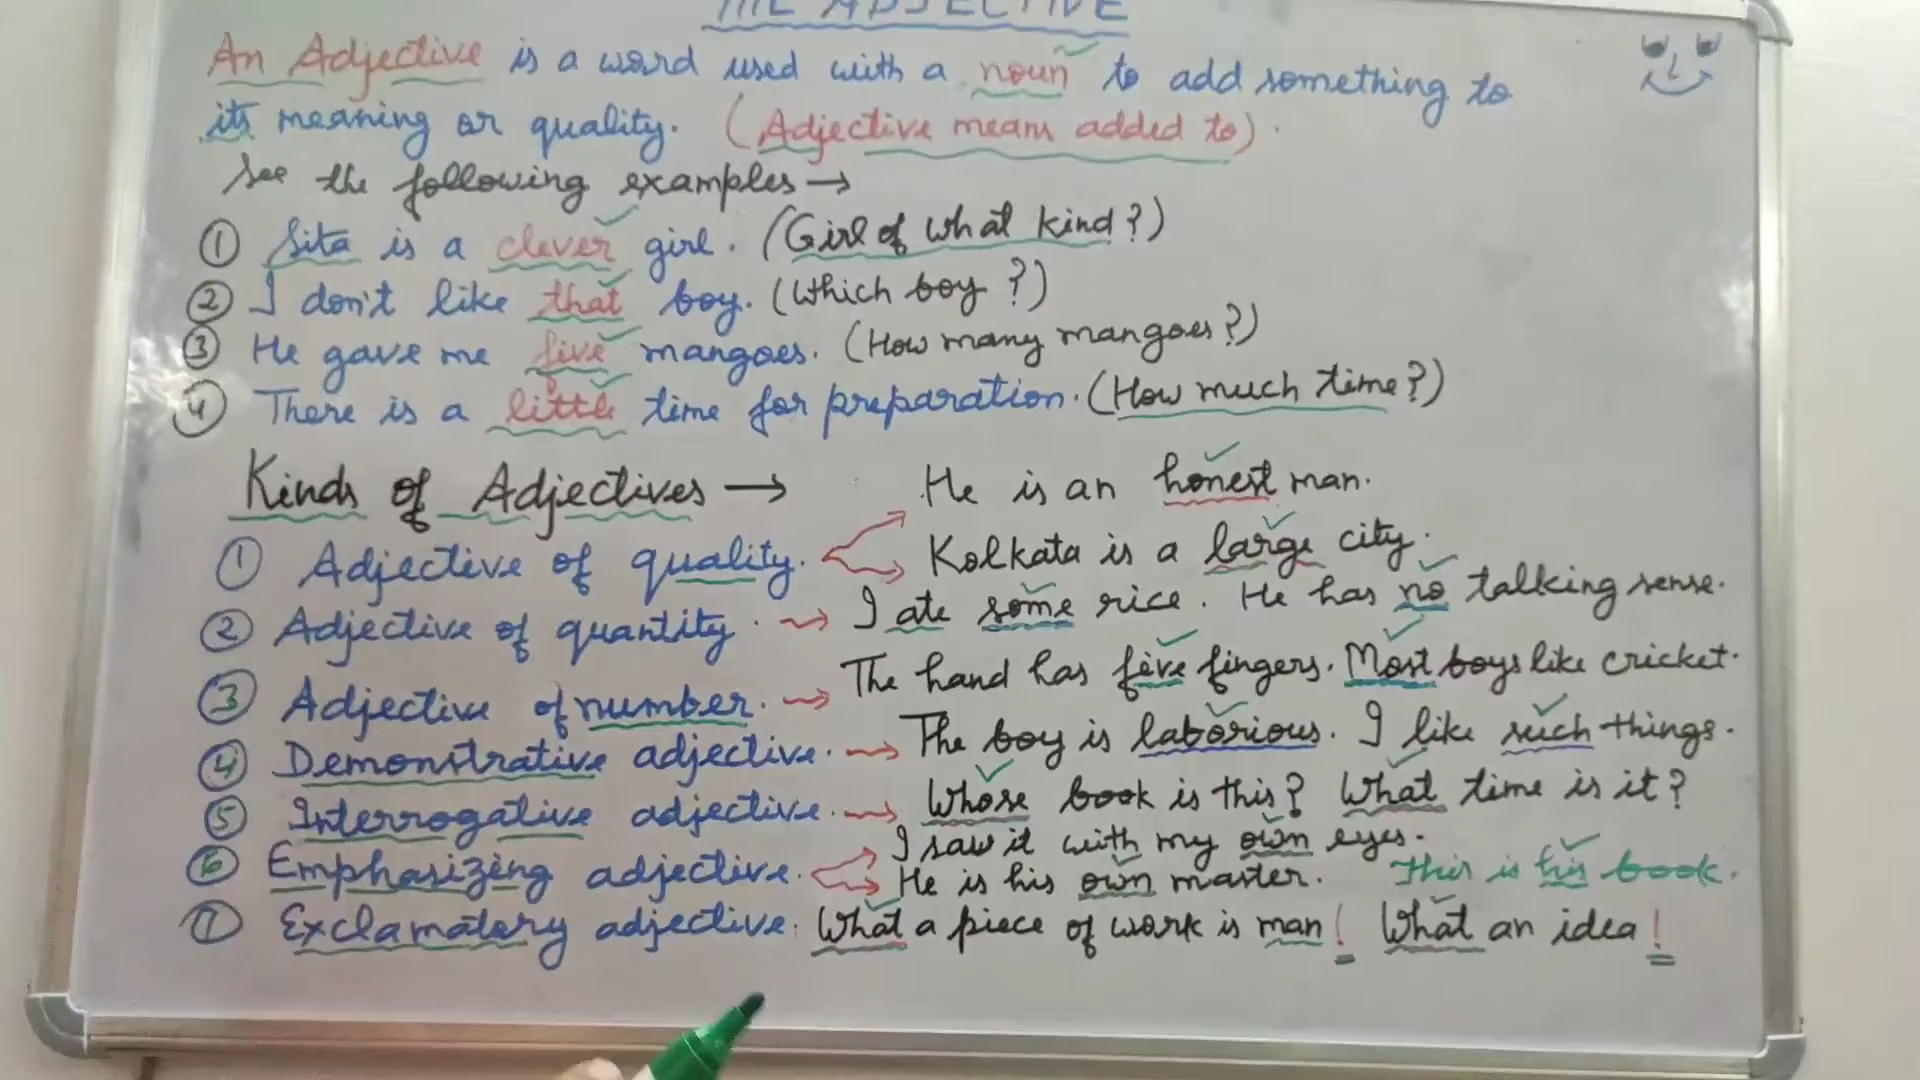 THE ADJECTIVE
An Adjective is a word used with a noun to add something to
its meaning or quality. (Adjective means added to).
See the following examples →
① Sita is a clever girl. (Girl of what kind?)
② I don't like that boy. (Which boy?)
③ He gave me five mangoes. (How many mangoes?)
④ There is a little time for preparation. (How much time?)
Kinds of Adjectives →
He is an honest man.
① Adjective of quality. Kolkata is a large city.
② Adjective of quantity. → I ate some rice. He has no talking sense.
③ Adjective of number. → The hand has five fingers. Most boys like cricket.
④ Demonstrative adjective. → The boy is laborious. I like such things.
⑤ Interrogative adjective. → Whose book is this? What time is it?
I saw it with my own eyes.
⑥ Emphasizing adjective. He is his own master. This is his book.
⑦ Exclamatory adjective. What a piece of work is man! What an idea!